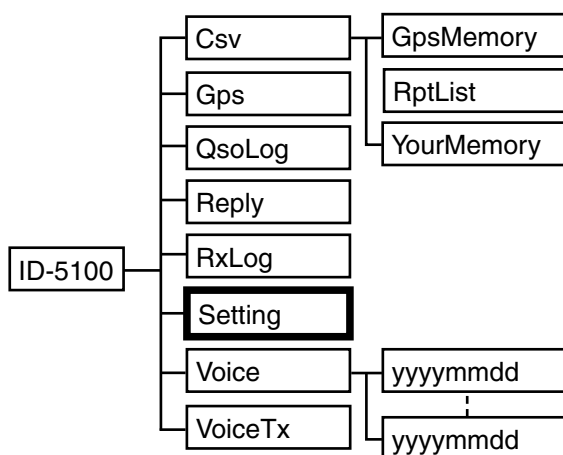 Csv
GpsMemory
Gps
RptList
QsoLog
YourMemory
Reply
RxLog
ID-5100
Setting
Voice
yyyymmdd
VoiceTx
yyyymmdd